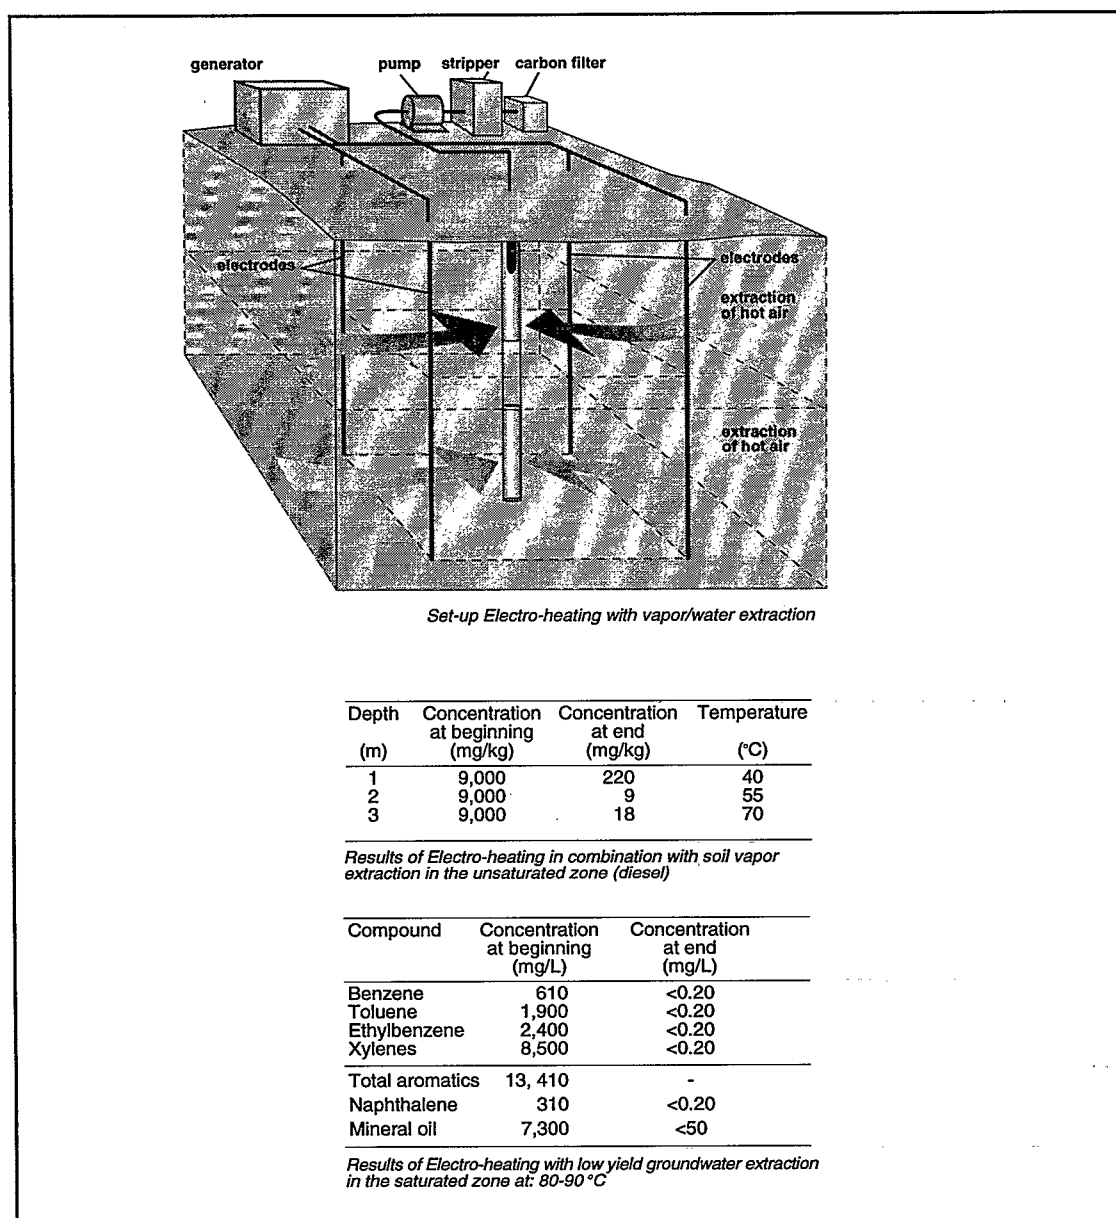 generator
pump stripper carbon filter
electrodes
electrodes
extraction
of hot air
extraction
of hot air
Set-up Electro-heating with vapor/water extraction
Depth Concentration Concentration Temperature
at beginning at end
(m) (mg/kg) (mg/kg) (°C)
1 9,000 220 40
2 9,000 9 55
3 9,000 18 70
Results of Electro-heating in combination with soil vapor
extraction in the unsaturated zone (diesel)
Compound Concentration Concentration
at beginning at end
(mg/L) (mg/L)
Benzene 610 <0.20
Toluene 1,900 <0.20
Ethylbenzene 2,400 <0.20
Xylenes 8,500 <0.20
Total aromatics 13, 410 -
Naphthalene 310 <0.20
Mineral oil 7,300 <50
Results of Electro-heating with low yield groundwater extraction
in the saturated zone at: 80-90 °C